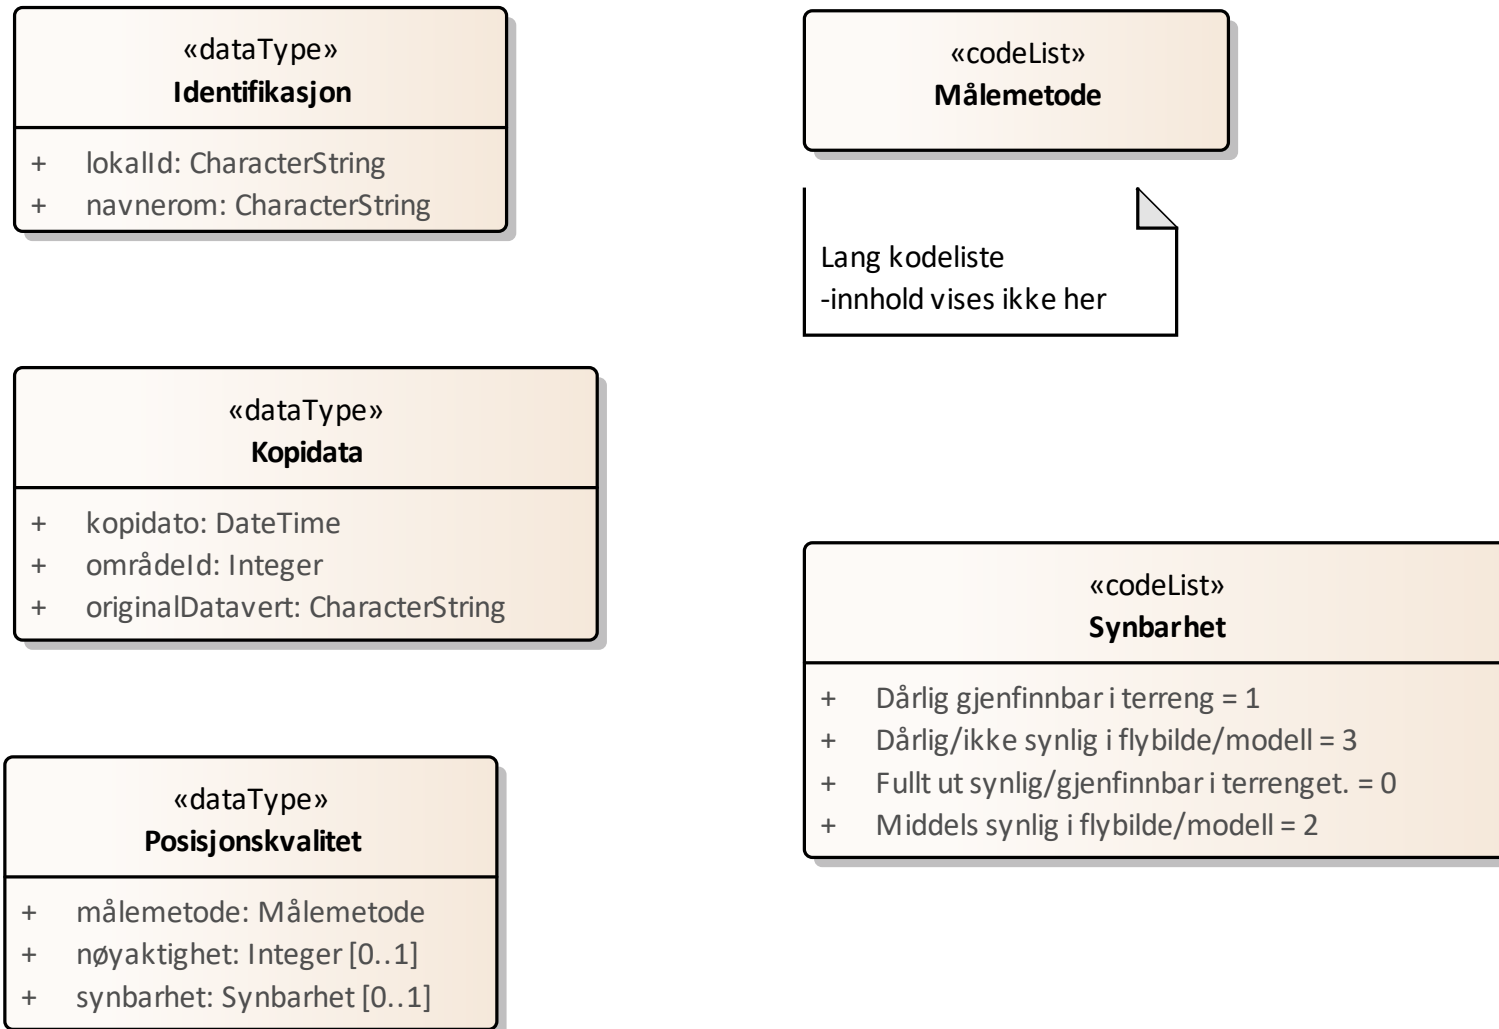 «dataType»
Identifikasjon
+ lokalId: CharacterString
+ navnerom: CharacterString
«codeList»
Målemetode
Lang kodeliste
-innhold vises ikke her
«dataType»
Kopidata
+ kopidato: DateTime
+ områdeId: Integer
+ originalDatavert: CharacterString
«codeList»
Synbarhet
+ Dårlig gjenfinnbar i terreng = 1
+ Dårlig/ikke synlig i flybilde/modell = 3
+ Fullt ut synlig/gjenfinnbar i terrenget. = 0
+ Middels synlig i flybilde/modell = 2
«dataType»
Posisjonskvalitet
+ målemetode: Målemetode
+ nøyaktighet: Integer [0..1]
+ synbarhet: Synbarhet [0..1]